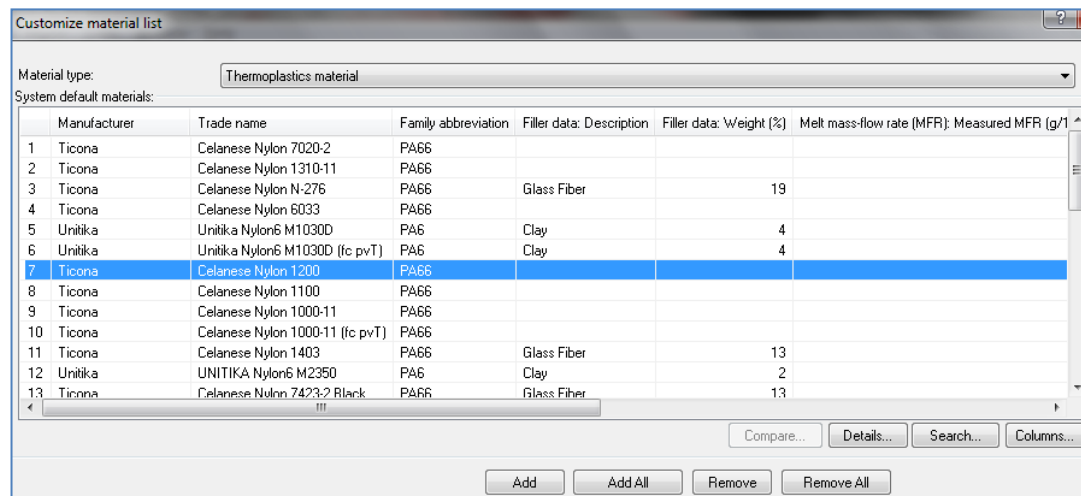 Customize material list
Material type: Thermoplastics material
System default materials:
Manufacturer Trade name Family abbreviation Filler data: Description Filler data: Weight (%) Melt mass-flow rate (MFR): Measured MFR (g/1
1 Ticona Celanese Nylon 7020-2 PA66
2 Ticona Celanese Nylon 1310-11 PA66
3 Ticona Celanese Nylon N-276 PA66 Glass Fiber 19
4 Ticona Celanese Nylon 6033 PA66
5 Unitika Unitika Nylon6 M1030D PA6 Clay 4
6 Unitika Unitika Nylon6 M1030D (fc pvT) PA6 Clay 4
7 Ticona Celanese Nylon 1200 PA66
8 Ticona Celanese Nylon 1100 PA66
9 Ticona Celanese Nylon 1000-11 PA66
10 Ticona Celanese Nylon 1000-11 (fc pvT) PA66
11 Ticona Celanese Nylon 1403 PA66 Glass Fiber 13
12 Unitika UNITIKA Nylon6 M2350 PA6 Clay 2
13 Ticona Celanese Nylon 7423-2 Black PA66 Glass Fiber 13
Compare... Details... Search... Columns...
Add Add All Remove Remove All